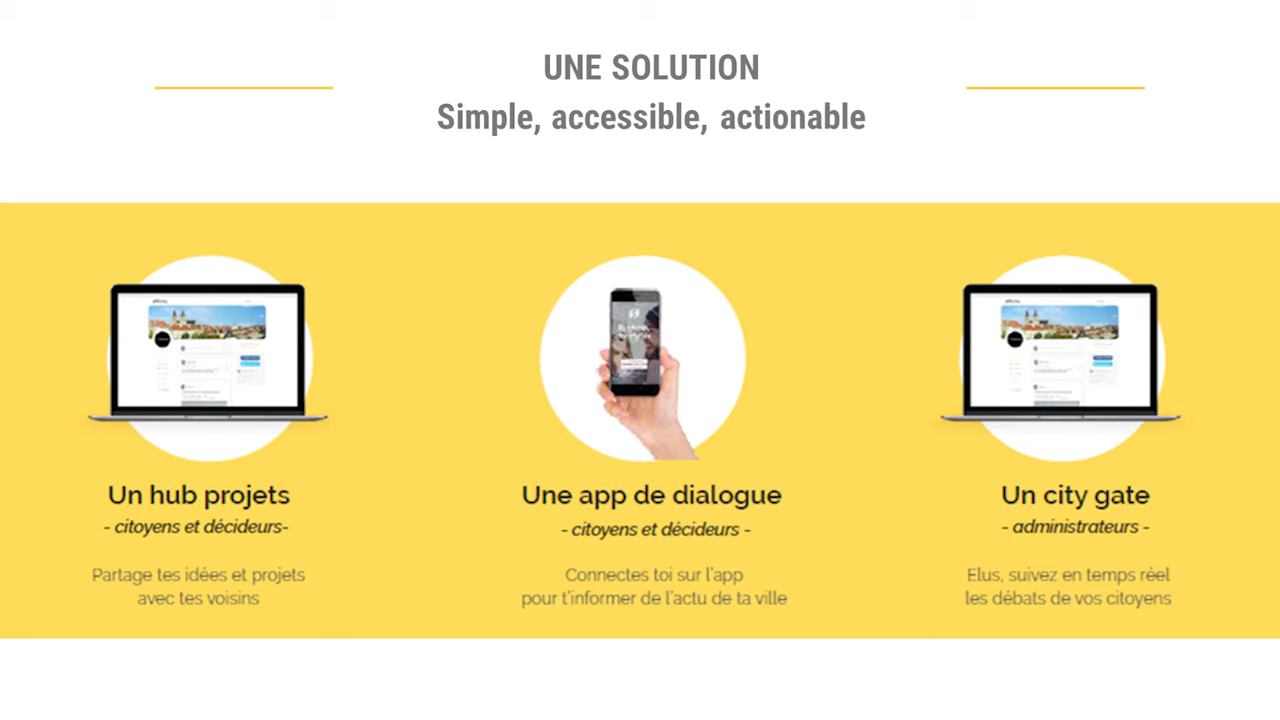 UNE SOLUTION
Simple, accessible, actionable
Un hub projets
- citoyens et décideurs-
Partage tes idées et projets
avec tes voisins
Une app de dialogue
- citoyens et décideurs -
Connectes toi sur l'app
pour t'informer de l'actu de ta ville
Un city gate
- administrateurs -
Elus, suivez en temps réel
les débats de vos citoyens